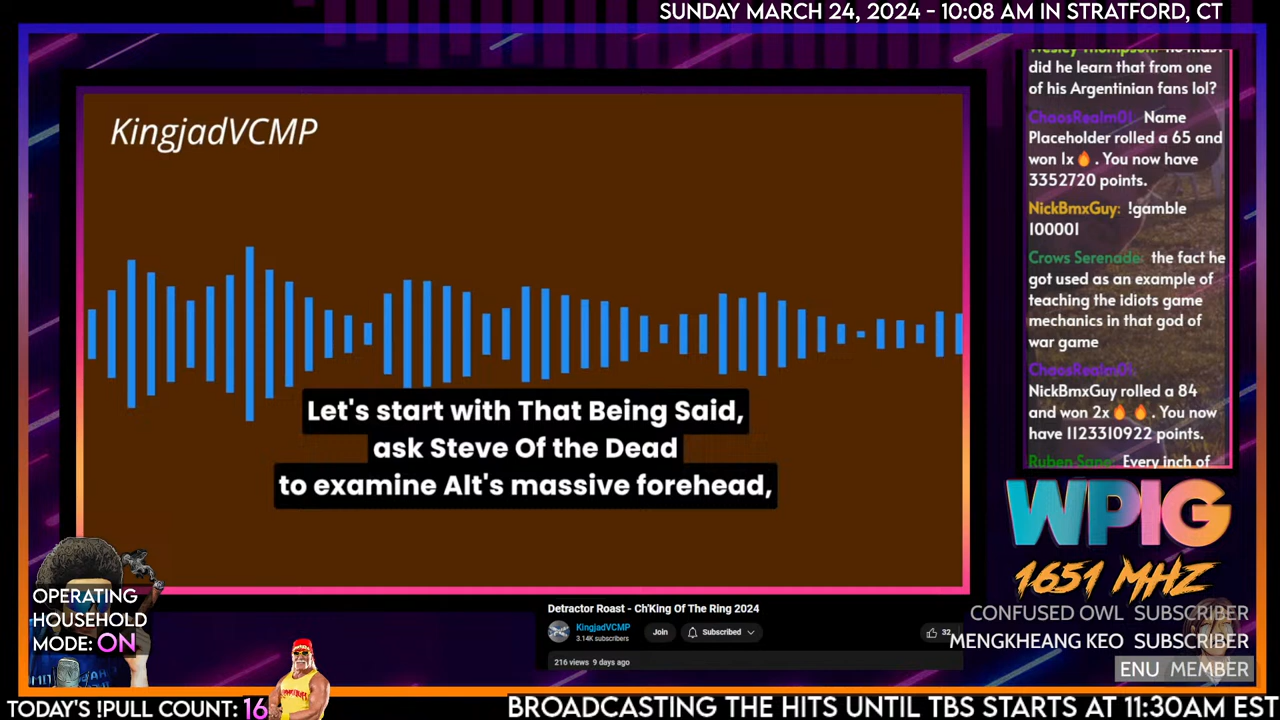 SUNDAY MARCH 24, 2024 - 10:08 AM IN STRATFORD, CT
KingjadVCMP
Let's start with That Being Said,
ask Steve Of the Dead
to examine Alt's massive forehead,
did he learn that from one
of his Argentinian fans lol?
ChaosRealm01: Name
Placeholder rolled a 65 and
won 1x🔥. You now have
3352720 points.
NickBmxGuy: !gamble
100001
Crows Serenade: the fact he
got used as an example of
teaching the idiots game
mechanics in that god of
war game
ChaosRealm01:
NickBmxGuy rolled a 84
and won 2x🔥🔥. You now
have 1123310922 points.
Every inch of
WPIG
1651 MHZ
CONFUSED OWL SUBSCRIBER
MENGKHEANG KEO SUBSCRIBER
ENU MEMBER
OPERATING
HOUSEHOLD
MODE: ON
Detractor Roast - Ch'King Of The Ring 2024
KingjadVCMP
3.14K subscribers
Join
Subscribed
32
216 views 9 days ago
TODAY'S !PULL COUNT: 16
BROADCASTING THE HITS UNTIL TBS STARTS AT 11:30AM EST